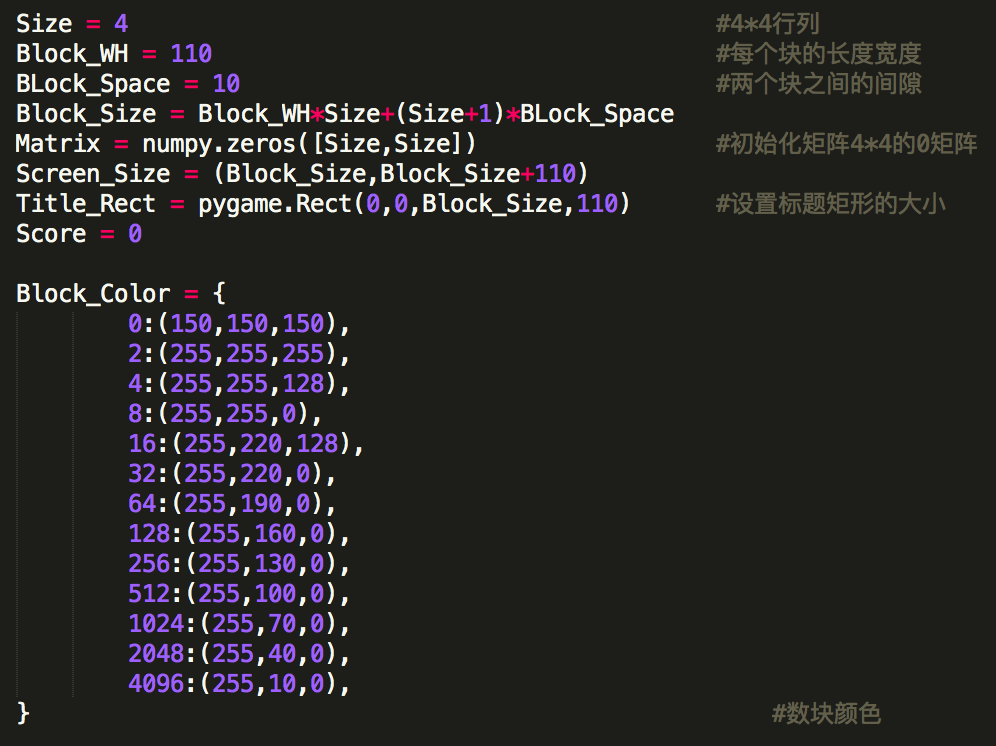 Size = 4 #4*4行列
Block_WH = 110 #每个块的长度宽度
BLock_Space = 10 #两个块之间的间隙
Block_Size = Block_WH*Size+(Size+1)*BLock_Space
Matrix = numpy.zeros([Size,Size]) #初始化矩阵4*4的0矩阵
Screen_Size = (Block_Size,Block_Size+110)
Title_Rect = pygame.Rect(0,0,Block_Size,110) #设置标题矩形的大小
Score = 0
Block_Color = {
0:(150,150,150),
2:(255,255,255),
4:(255,255,128),
8:(255,255,0),
16:(255,220,128),
32:(255,220,0),
64:(255,190,0),
128:(255,160,0),
256:(255,130,0),
512:(255,100,0),
1024:(255,70,0),
2048:(255,40,0),
4096:(255,10,0),
} #数块颜色